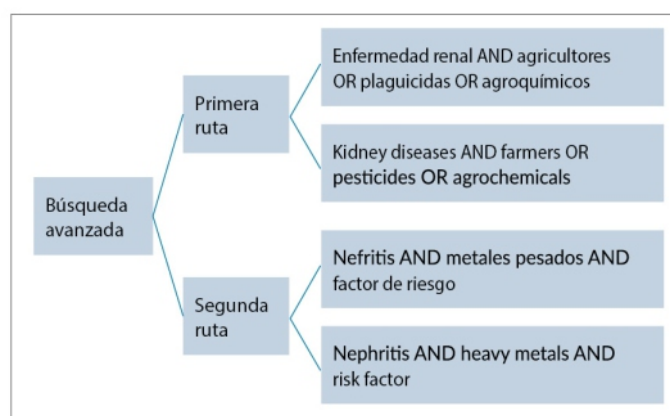 Búsqueda
avanzada
Primera
ruta
Enfermedad renal AND agricultores
OR plaguicidas OR agroquímicos
Kidney diseases AND farmers OR
pesticides OR agrochemicals
Segunda
ruta
Nefritis AND metales pesados AND
factor de riesgo
Nephritis AND heavy metals AND
risk factor